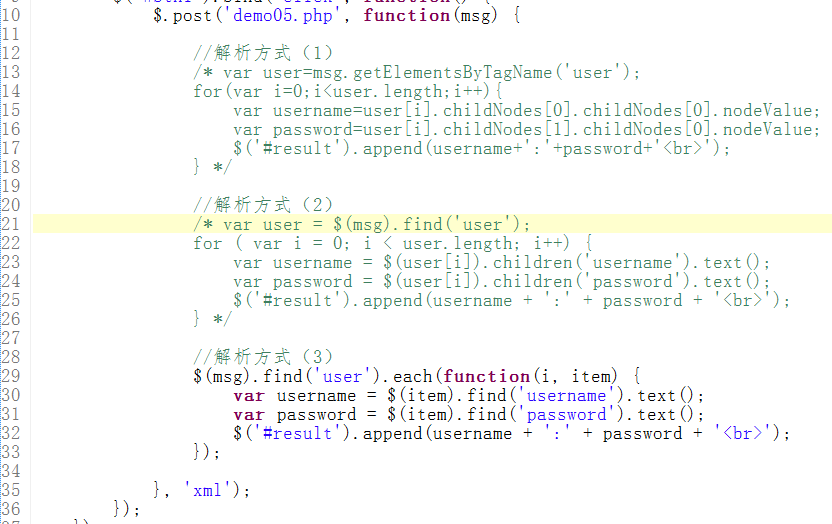 10 $.post('demo05.php', function(msg) {
11
12 //解析方式（1）
13 /* var user=msg.getElementsByTagName('user');
14 for(var i=0;i<user.length;i++){
15 var username=user[i].childNodes[0].childNodes[0].nodeValue;
16 var password=user[i].childNodes[1].childNodes[0].nodeValue;
17 $('#result').append(username+':'+password+'<br>');
18 } */
19
20 //解析方式（2）
21 /* var user = $(msg).find('user');
22 for ( var i = 0; i < user.length; i++) {
23 var username = $(user[i]).children('username').text();
24 var password = $(user[i]).children('password').text();
25 $('#result').append(username + ':' + password + '<br>');
26 } */
27
28 //解析方式（3）
29 $(msg).find('user').each(function(i, item) {
30 var username = $(item).find('username').text();
31 var password = $(item).find('password').text();
32 $('#result').append(username + ':' + password + '<br>');
33 });
34
35 }, 'xml');
36 });